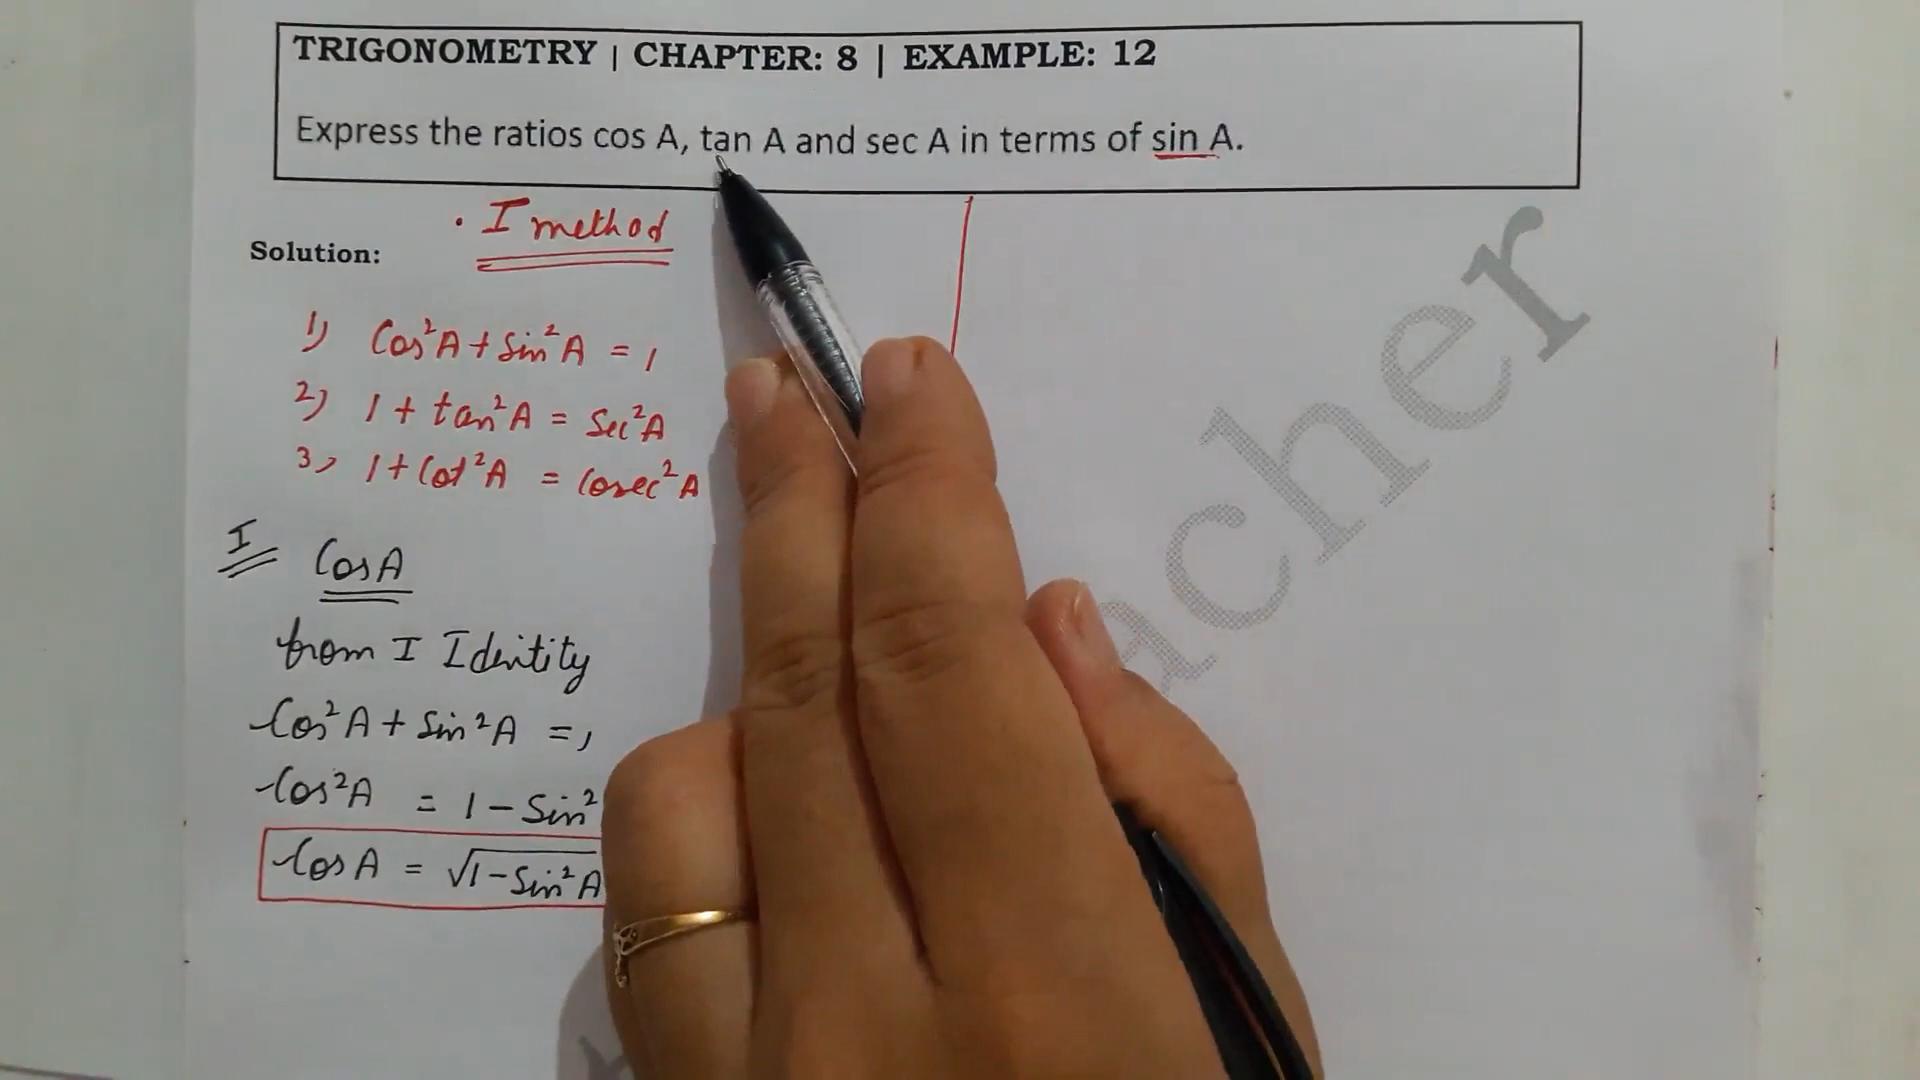 TRIGONOMETRY | CHAPTER: 8 | EXAMPLE: 12
Express the ratios cos A, tan A and sec A in terms of sin A.
· I method
Solution:
1) Cos²A + Sin²A = 1
2) 1 + tan²A = Sec²A
3) 1 + Cot²A = Cosec²A
I CosA
from I Identity
Cos²A + Sin²A = 1
Cos²A = 1 - Sin²
Cos A = √1 - Sin²A
acher